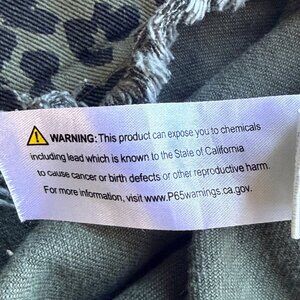 WARNING: This product can expose you to chemicals
including lead which is known to the State of California
to cause cancer or birth defects or other reproductive harm.
For more information, visit www.P65warnings.ca.gov.